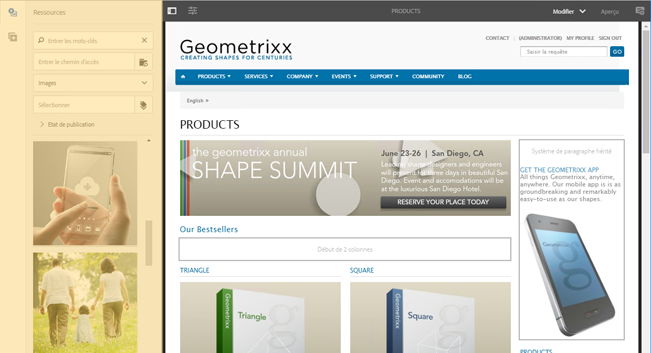 Ressources
PRODUCTS
Modifier
Aperçu
Entrer les mots-clés
Entrer le chemin d'accès
Images
Sélectionner
Etat de publication
CONTACT | (ADMINISTRATOR) MY PROFILE SIGN OUT
Geometrixx
CREATING SHAPES FOR CENTURIES
Saisir la requête
GO
PRODUCTS SERVICES COMPANY EVENTS SUPPORT COMMUNITY BLOG
English >
PRODUCTS
the geometrixx annual
SHAPE SUMMIT
June 23-26 | San Diego, CA
Leading shape designers and engineers
will present for three days in beautiful San
Diego. Event and accomodations will be
at the luxurious San Diego Hotel.
RESERVE YOUR PLACE TODAY
Système de paragraphe hérité
GET THE GEOMETRIXX APP
All things Geometrixx, anytime,
anywhere. Our mobile app is is as
groundbreaking and remarkably
easy-to-use as our shapes.
Our Bestsellers
Début de 2 colonnes
TRIANGLE
SQUARE
Geometrixx
Triangle
Geometrixx
Square
Geometrixx
PRODUCTS